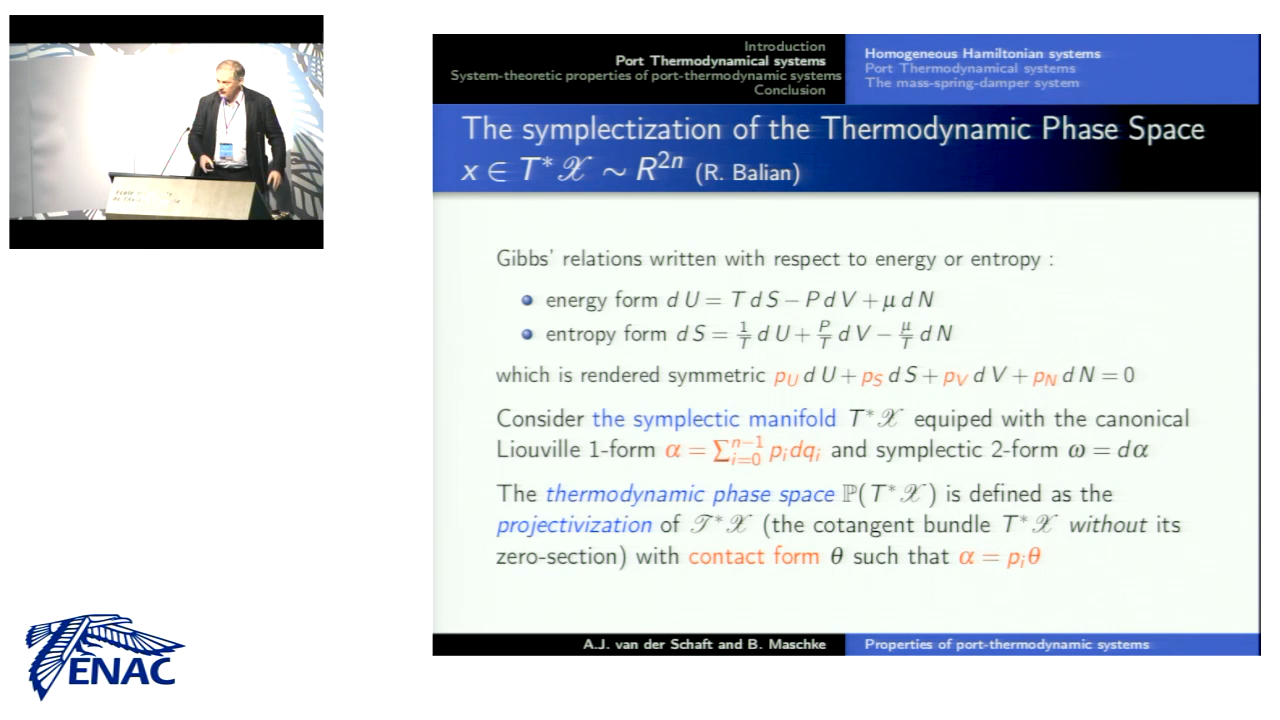 Introduction
Port Thermodynamical systems
System-theoretic properties of port-thermodynamic systems
Conclusion
Homogeneous Hamiltonian systems
Port Thermodynamical systems
The mass-spring-damper system
The symplectization of the Thermodynamic Phase Space
x ∈ T* 𝒳 ~ R²ⁿ (R. Balian)
Gibbs' relations written with respect to energy or entropy :
energy form d U = T d S − P d V + μ d N
entropy form d S = 1/T d U + P/T d V − μ/T d N
which is rendered symmetric p_U d U + p_S d S + p_V d V + p_N d N = 0
Consider the symplectic manifold T* 𝒳 equiped with the canonical
Liouville 1-form α = ∑_{i=0}^{n−1} p_i dq_i and symplectic 2-form ω = dα
The thermodynamic phase space ℙ(T* 𝒳) is defined as the
projectivization of 𝒯* 𝒳 (the cotangent bundle T* 𝒳 without its
zero-section) with contact form θ such that α = p_i θ
A.J. van der Schaft and B. Maschke
Properties of port-thermodynamic systems
ENAC